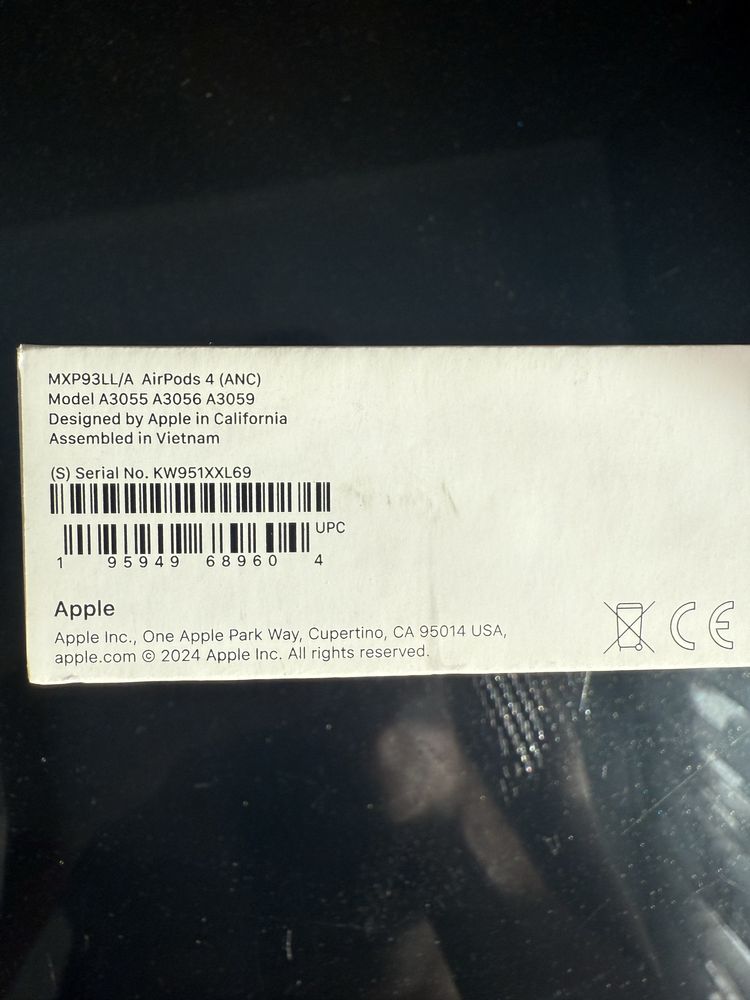 MXP93LL/A AirPods 4 (ANC)
Model A3055 A3056 A3059
Designed by Apple in California
Assembled in Vietnam
(S) Serial No. KW951XXL69
UPC
1 95949 68960 4
Apple
Apple Inc., One Apple Park Way, Cupertino, CA 95014 USA,
apple.com © 2024 Apple Inc. All rights reserved.
CE